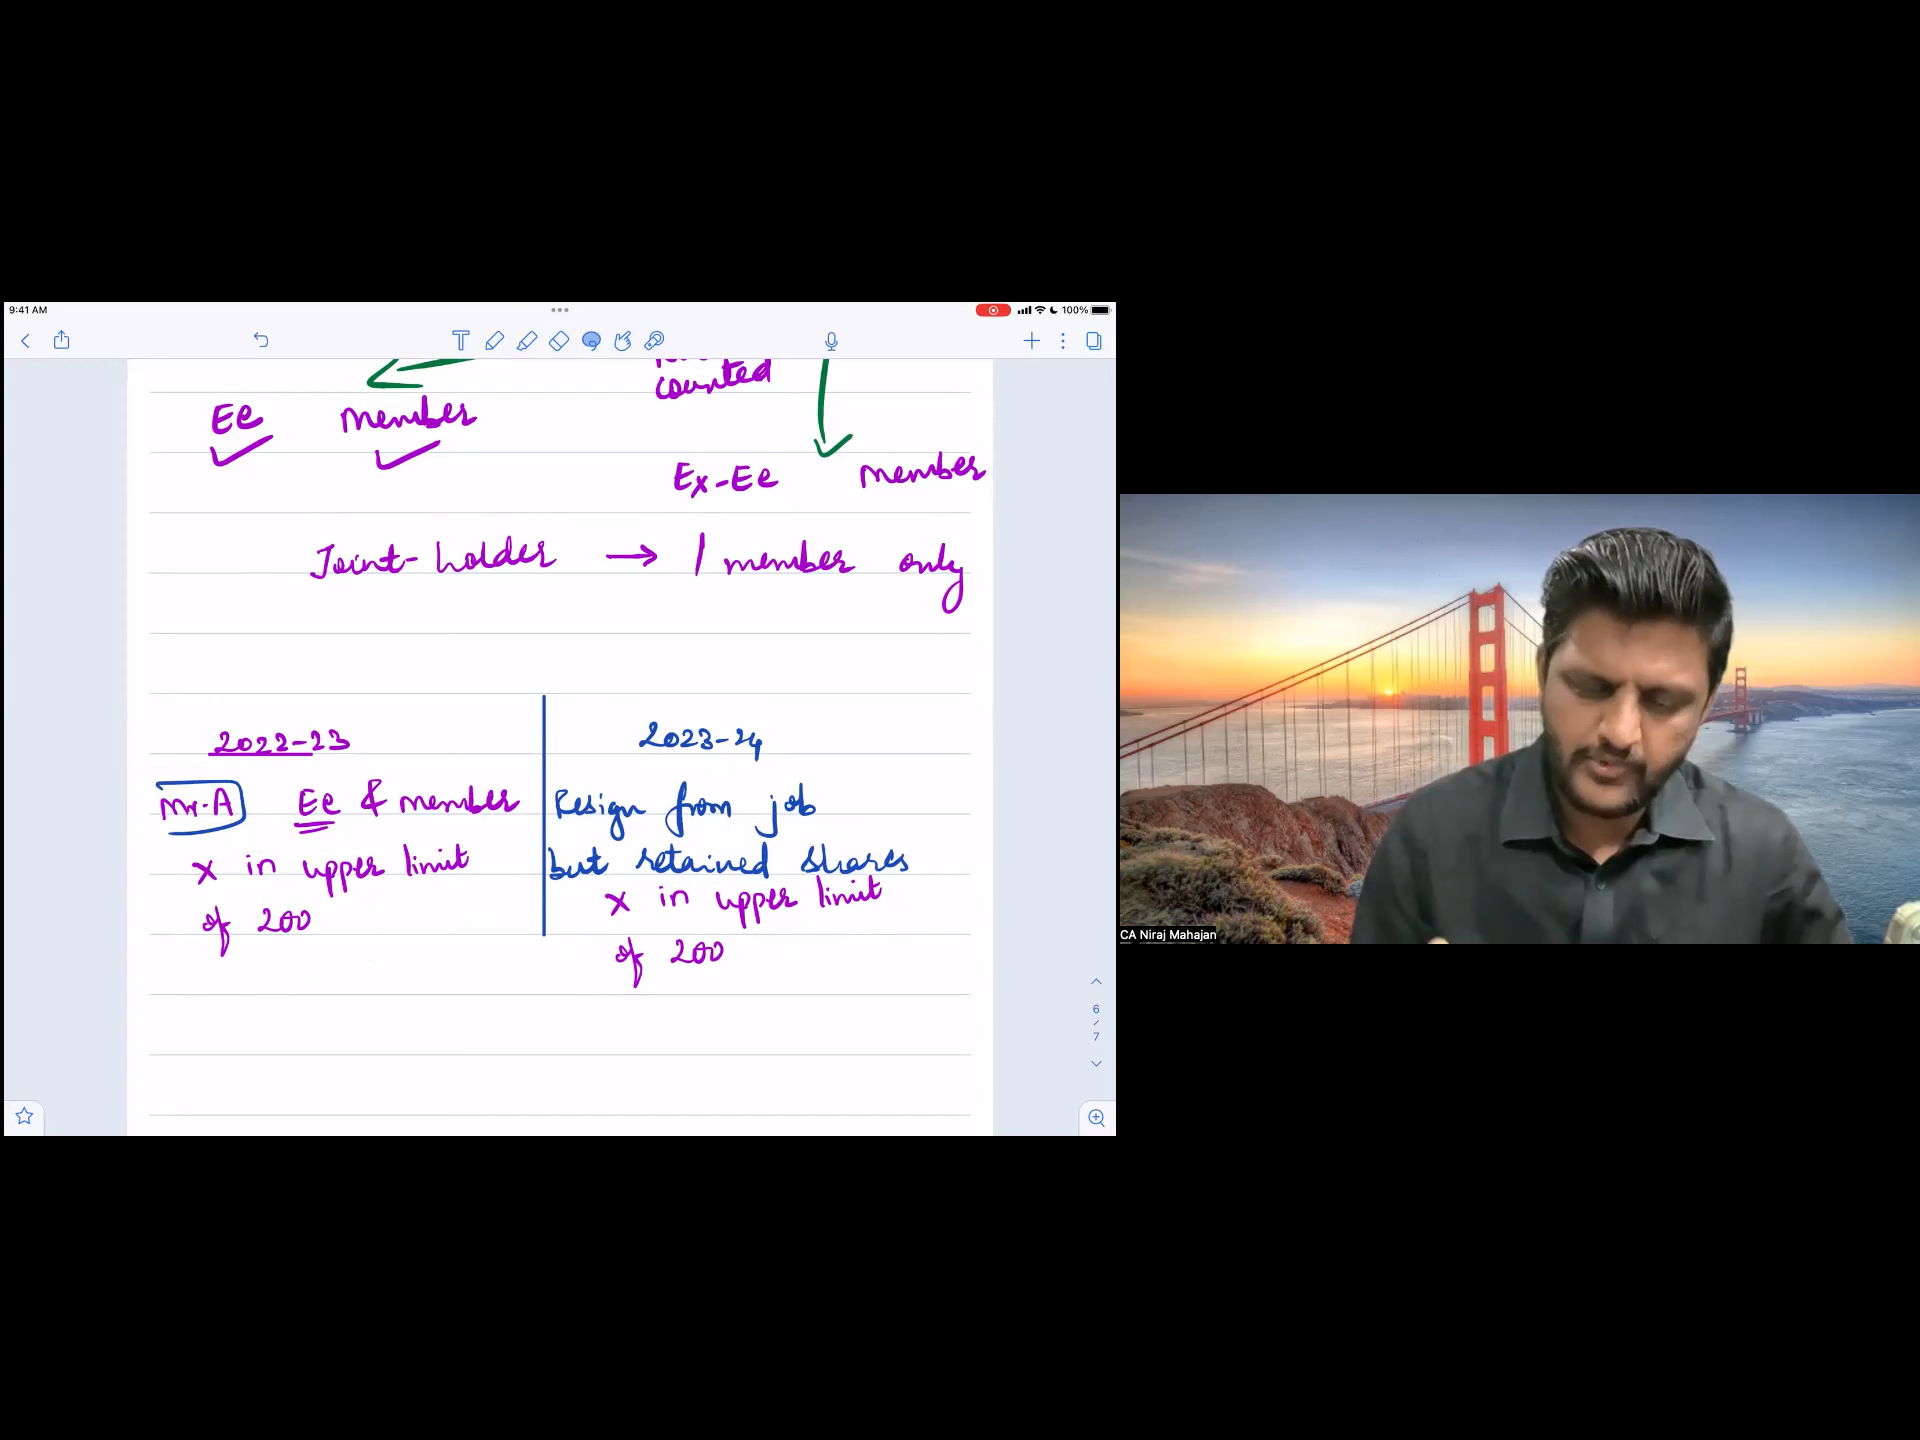 9:41 AM
100%
counted
Ee member
Ex-Ee member
Joint-holder → 1 member only
2022-23
Mr. A Ee & member
x in upper limit
of 200
2023-24
Resign from job
but retained shares
x in upper limit
of 200
6
/
7
CA Niraj Mahajan